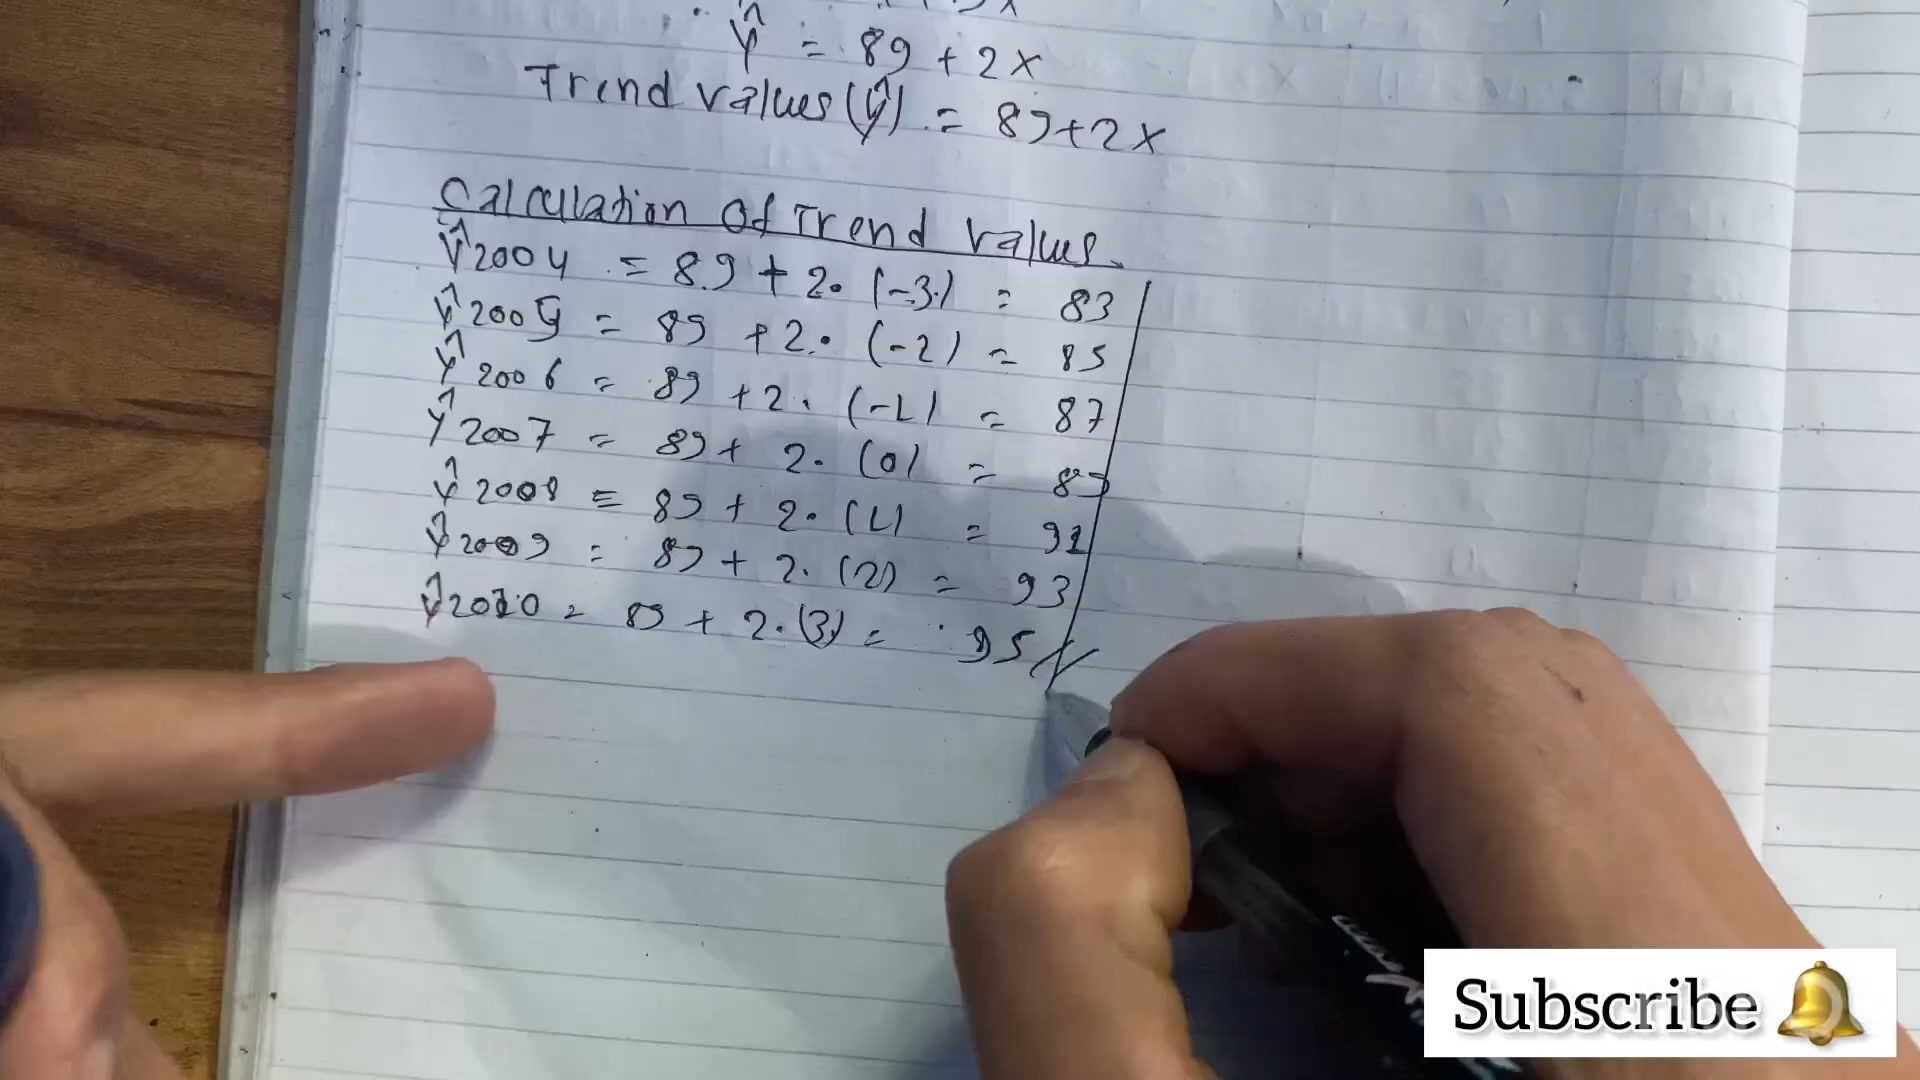 Ŷ = 89 + 2x
Trend values (Ŷ) = 89+2x
Calculation Of Trend values.
Ŷ2004 = 89 + 2. (-3) = 83
Ŷ2005 = 89 + 2. (-2) = 85
Ŷ2006 = 89 + 2. (-1) = 87
Ŷ2007 = 89 + 2. (0) = 89
Ŷ2008 = 89 + 2. (1) = 91
Ŷ2009 = 89 + 2. (2) = 93
Ŷ2010 = 89 + 2. (3) = 95
Subscribe